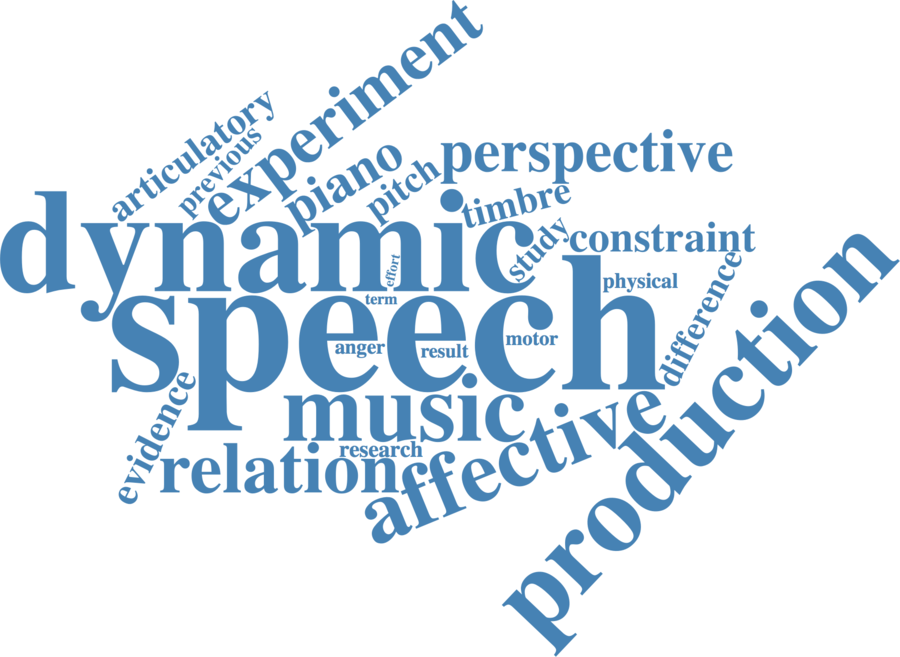 experiment
articulatory
previous
piano
pitch
perspective
timbre
dynamic
study
constraint
effort
physical
term
speech
difference
production
anger
result
motor
evidence
music
research
relation
affective